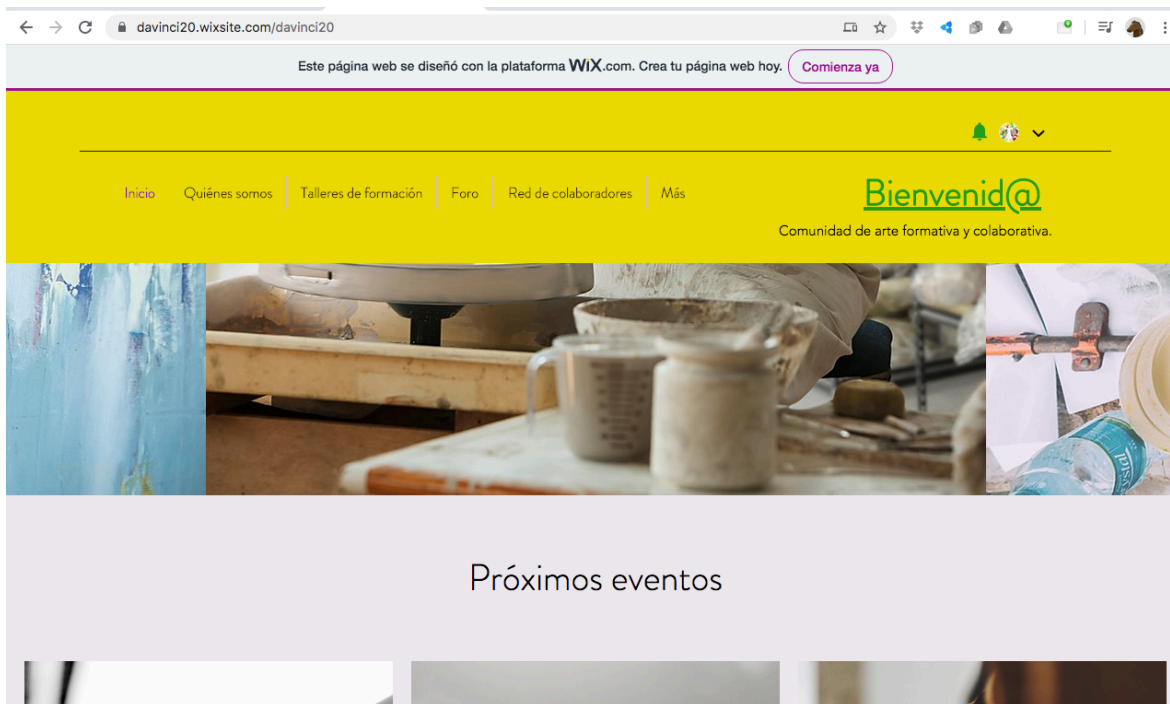 davinci20.wixsite.com/davinci20
Este página web se diseñó con la plataforma WiX.com. Crea tu página web hoy. Comienza ya
Inicio Quiénes somos Talleres de formación Foro Red de colaboradores Más
Bienvenid@
Comunidad de arte formativa y colaborativa.
Próximos eventos